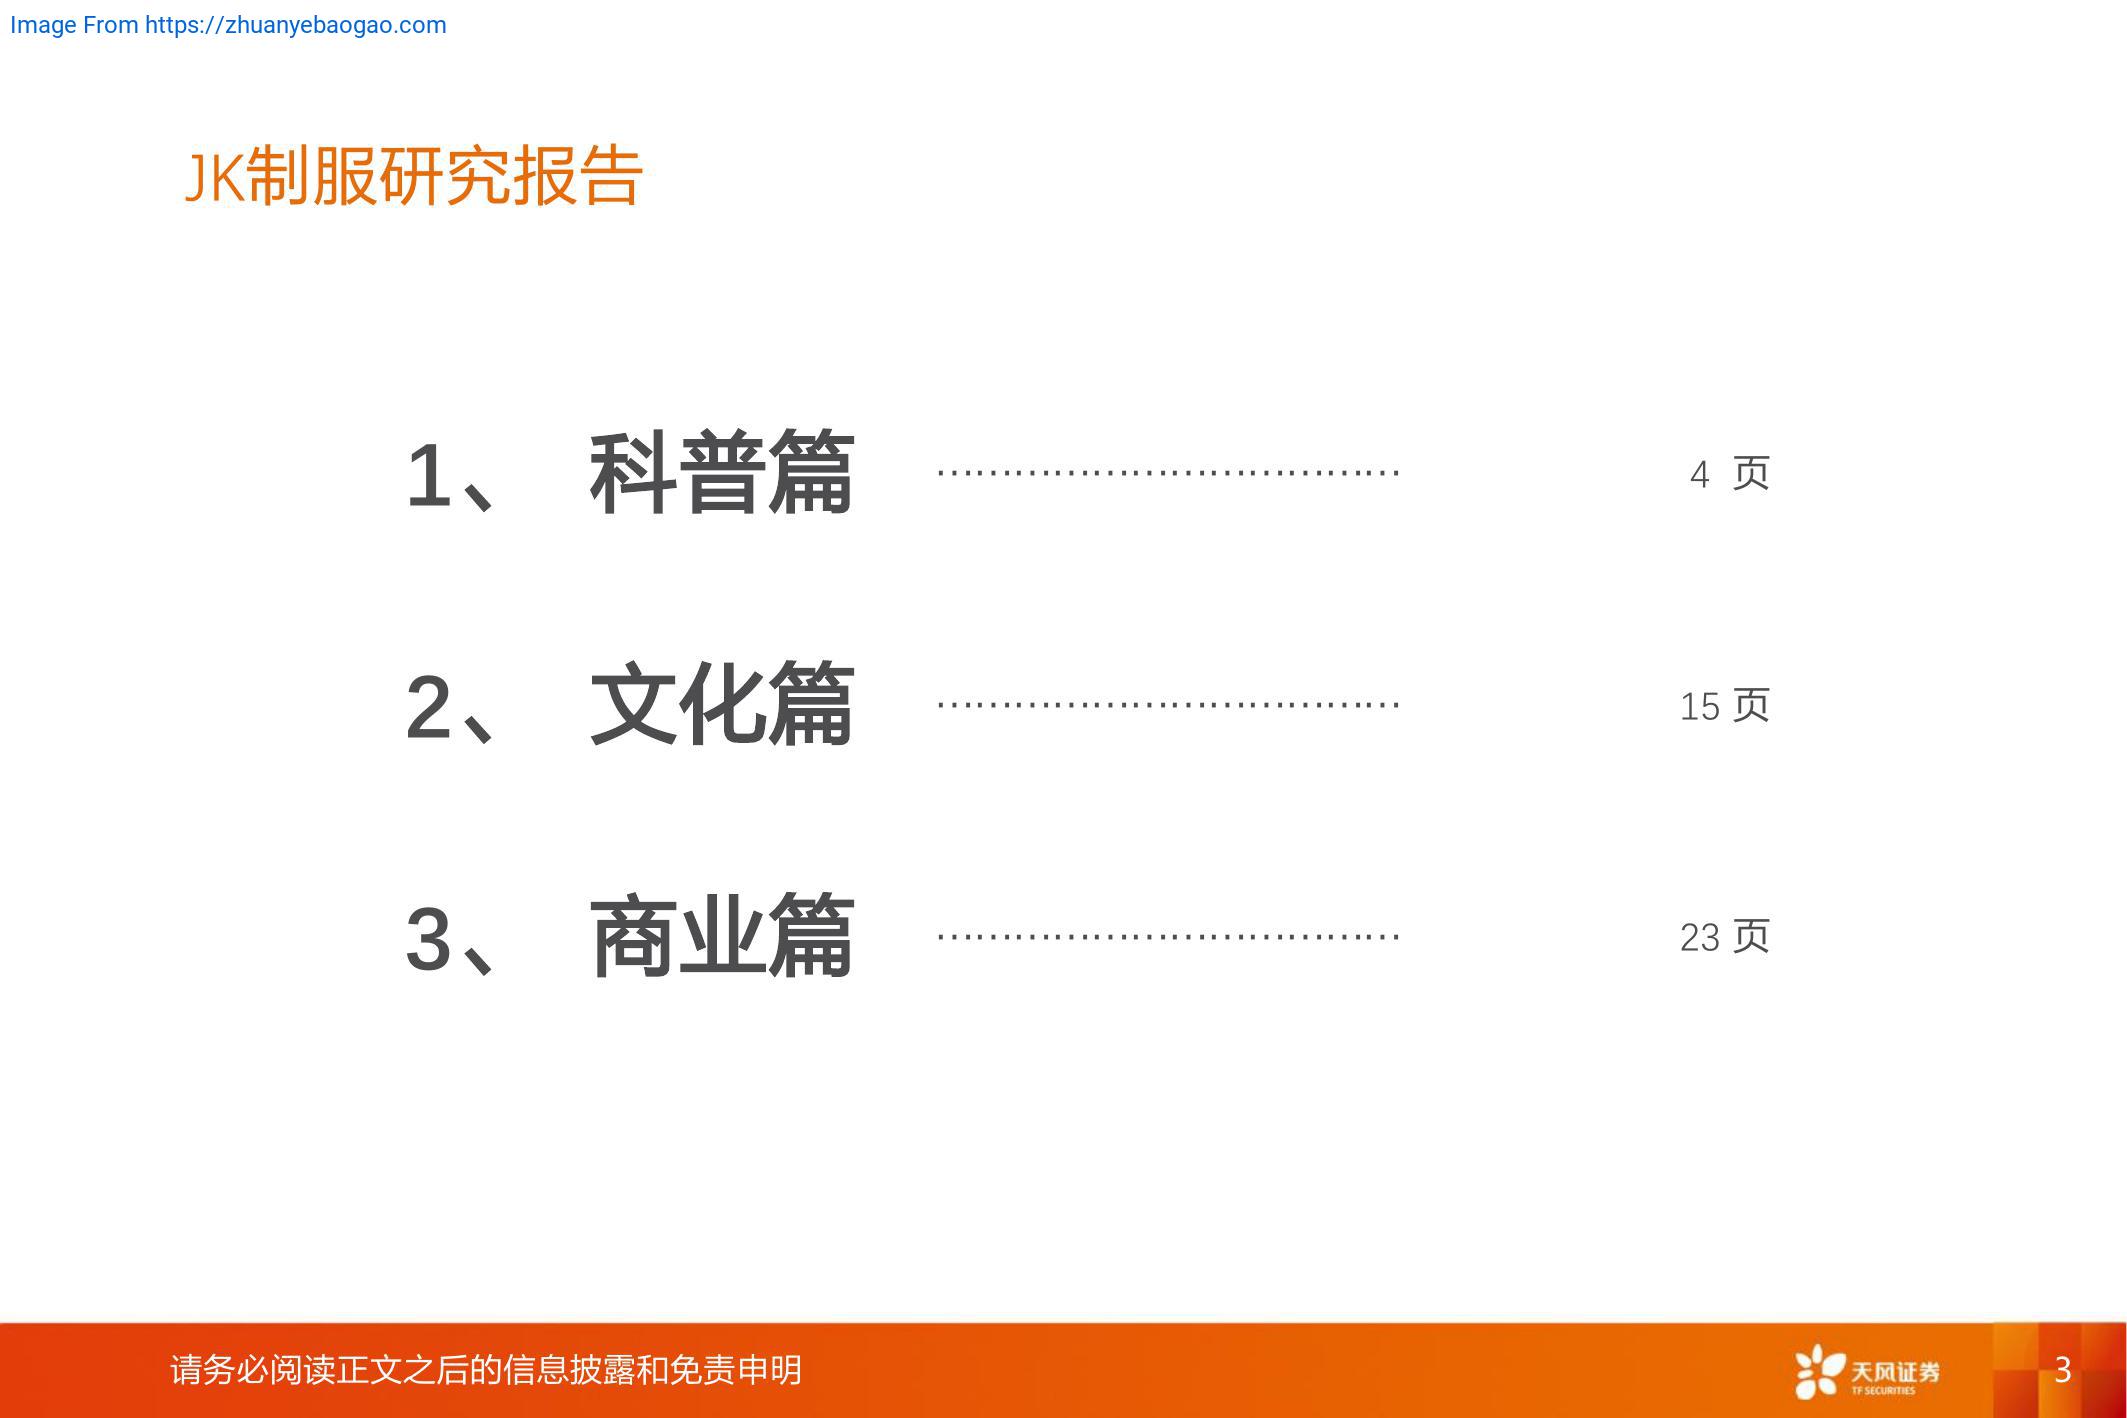 Image From https://zhuanyebaogao.com
JK制服研究报告
1、 科普篇 ………………………………… 4 页
2、 文化篇 ………………………………… 15 页
3、 商业篇 ………………………………… 23 页
请务必阅读正文之后的信息披露和免责申明
天风证券
TF SECURITIES
3